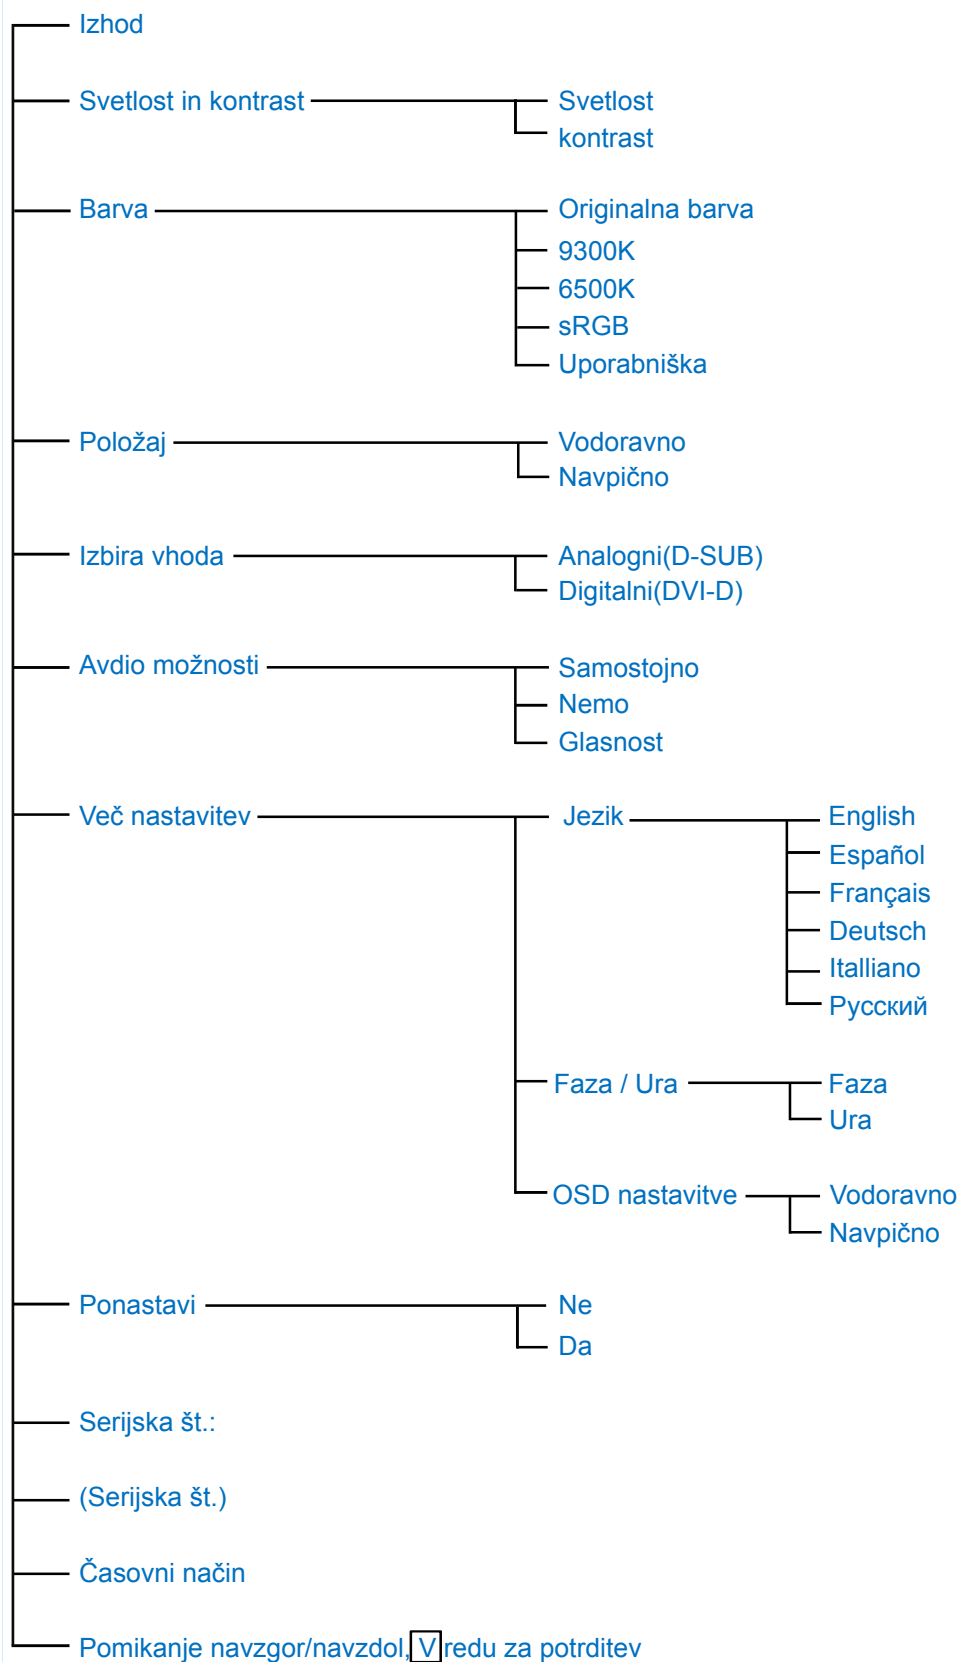 Izhod
Svetlost in kontrast
Svetlost
kontrast
Barva
Originalna barva
9300K
6500K
sRGB
Uporabniška
Položaj
Vodoravno
Navpično
Izbira vhoda
Analogni(D-SUB)
Digitalni(DVI-D)
Avdio možnosti
Samostojno
Nemo
Glasnost
Več nastavitev
Jezik
English
Español
Français
Deutsch
Italliano
Русский
Faza / Ura
Faza
Ura
OSD nastavitve
Vodoravno
Navpično
Ponastavi
Ne
Da
Serijska št.:
(Serijska št.)
Časovni način
Pomikanje navzgor/navzdol, V redu za potrditev